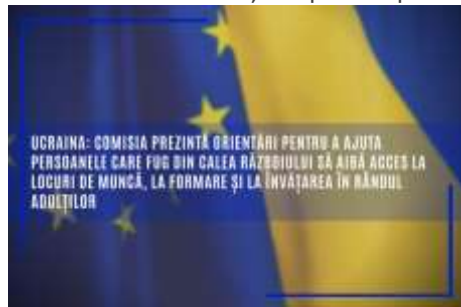 UCRAINA: COMISIA PREZINTĂ ORIENTĂRI PENTRU A AJUTA
PERSOANELE CARE FUG DIN CALEA RĂZBOIULUI SĂ AIBĂ ACCES LA
LOCURI DE MUNCĂ, LA FORMARE ȘI LA ÎNVĂȚAREA ÎN RÂNDUL
ADULȚILOR